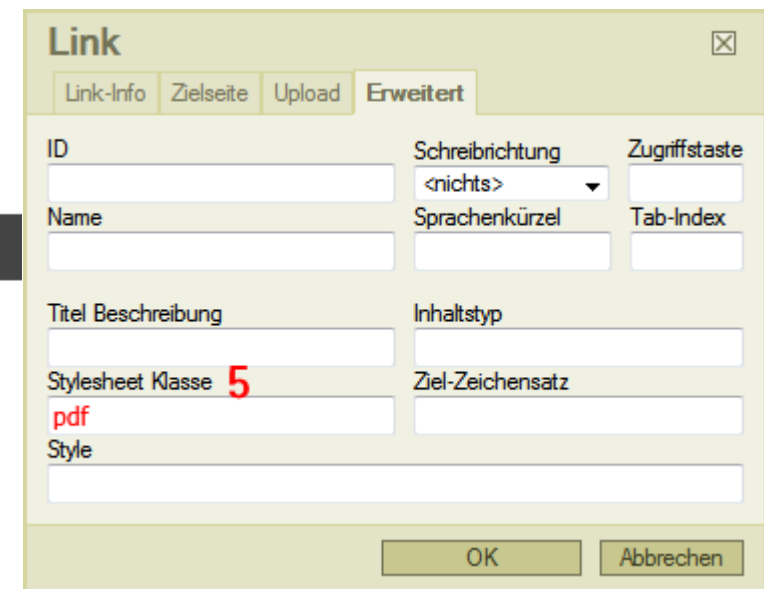 Link
Link-Info Zielseite Upload Erweitert
ID Schreibrichtung Zugriffstaste
<nichts>
Name Sprachenkürzel Tab-Index
Titel Beschreibung Inhaltstyp
Stylesheet Klasse 5 Ziel-Zeichensatz
pdf
Style
OK Abbrechen